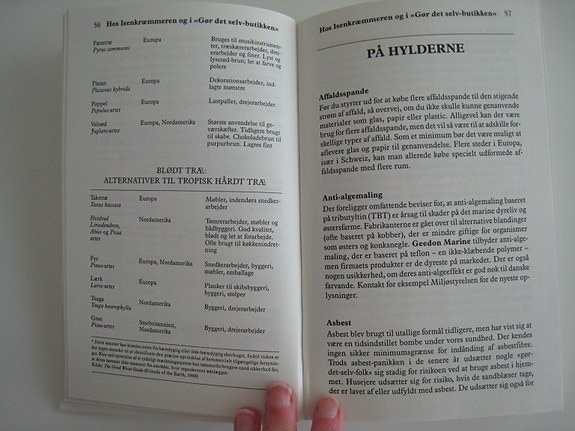 56 Hos Isenkræmmeren og i »Gør det selv-butikken«
Pæretræ Europa Bruges til musikinstrumen-
Pyrus communis ter, træskærerarbejder, drej-
erarbejder og finer. Lyst og
lyserød-brun, let at farve og
polere
Platan Europa Dekorationsarbejder, ind-
Platanus hybrida lagte mønstre
Poppel Europa Lastpaller, drejerarbejder
Populus-arter
Valnød Europa, Nordamerika Største anvendelse til ge-
Juglans-arter værskæfter. Tidligere brugt
til skabe. Chokoladebrun til
purpurbrun. Lagres fint
BLØDT TRÆ:
ALTERNATIVER TIL TROPISK HÅRDT TRÆ
Takstræ Europa Møbler, indendørs snedker-
Taxus baccata arbejder
Hvidved Nordamerika Tømrerarbejder, møbler og
Liriodendron, bådbyggeri. God kvalitet,
Abies og Picea blødt og let at forarbejde.
-arter Ofte brugt til køkkenindret-
ning
Fyr Europa, Nordamerika Snedkerarbejder, byggeri,
Pinus-arter møbler, emballage
Lærk Europa Planker til skibsbyggeri,
Larix-arter byggeri, stolper
Tsuga Nordamerika Byggeri, drejerarbejder
Tsuga heterophylla
Gran Storbritannien, Byggeri, drejerarbejder
Picea-arter Nordamerika
Kilde: The Good Wood Guide (Friends of the Earth, 1988)
Hos Isenkræmmeren og i »Gør det selv-butikken« 57
PÅ HYLDERNE
Affaldsspande
Før du styrter ud for at købe flere affaldsspande til den stigende
strøm af affald, så overvej, om du ikke skulle kunne genanvende
materialer som glas, papir eller plastic. Alligevel kan der være
brug for flere affaldsspande, men det vil så være til at adskille for-
skellige typer af affald. Som et minimum bør det være muligt at
aflevere glas og papir til genanvendelse. Flere steder i Europa,
især i Schweiz, kan man allerede købe specielt udformede af-
faldsspande med flere rum.
Anti-algemaling
Der foreligger omfattende beviser for, at anti-algemaling baseret
på tributyltin (TBT) er årsag til skader på det marine dyreliv og
østersfarme. Fabrikanterne er gået over til alternative blandinger
(ofte baseret på kobber), der er mindre giftige for organismer
som østers og konksnegle. Geedon Marine tilbyder anti-alge-
maling, der er baseret på teflon – en ikke-klæbende polymer –
men firmaets produkter er de dyreste på markedet. Der er også
nogen usikkerhed, om deres anti-algeeffekt er god nok til danske
farvande. Kontakt for eksempel Miljøstyrelsen for de nyeste op-
lysninger.
Asbest
Asbest blev brugt til utallige formål tidligere, men har vist sig at
være en tidsindstillet bombe under vores sundhed. Der kendes
ingen sikker minimumsgrænse for indånding af asbestfibre.
Trods asbest-panikken i de senere år udsætter nogle »gør-
det-selv-folk« sig stadig for risikoen ved at bruge asbest i hjem-
met. Husejere udsætter sig for risiko, hvis de sandblæser huse,
der er lavet af eller udfyldt med asbest. De udsætter sig også for